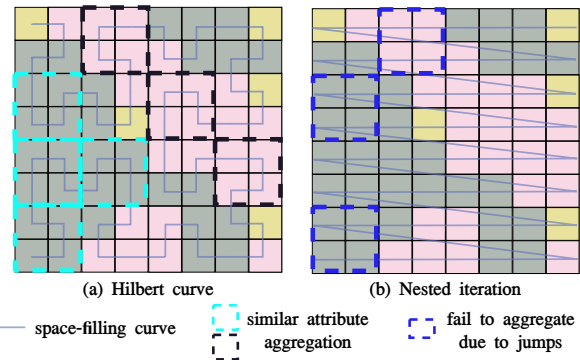 (a) Hilbert curve
(b) Nested iteration
space-filling curve
similar attribute
aggregation
fail to aggregate
due to jumps